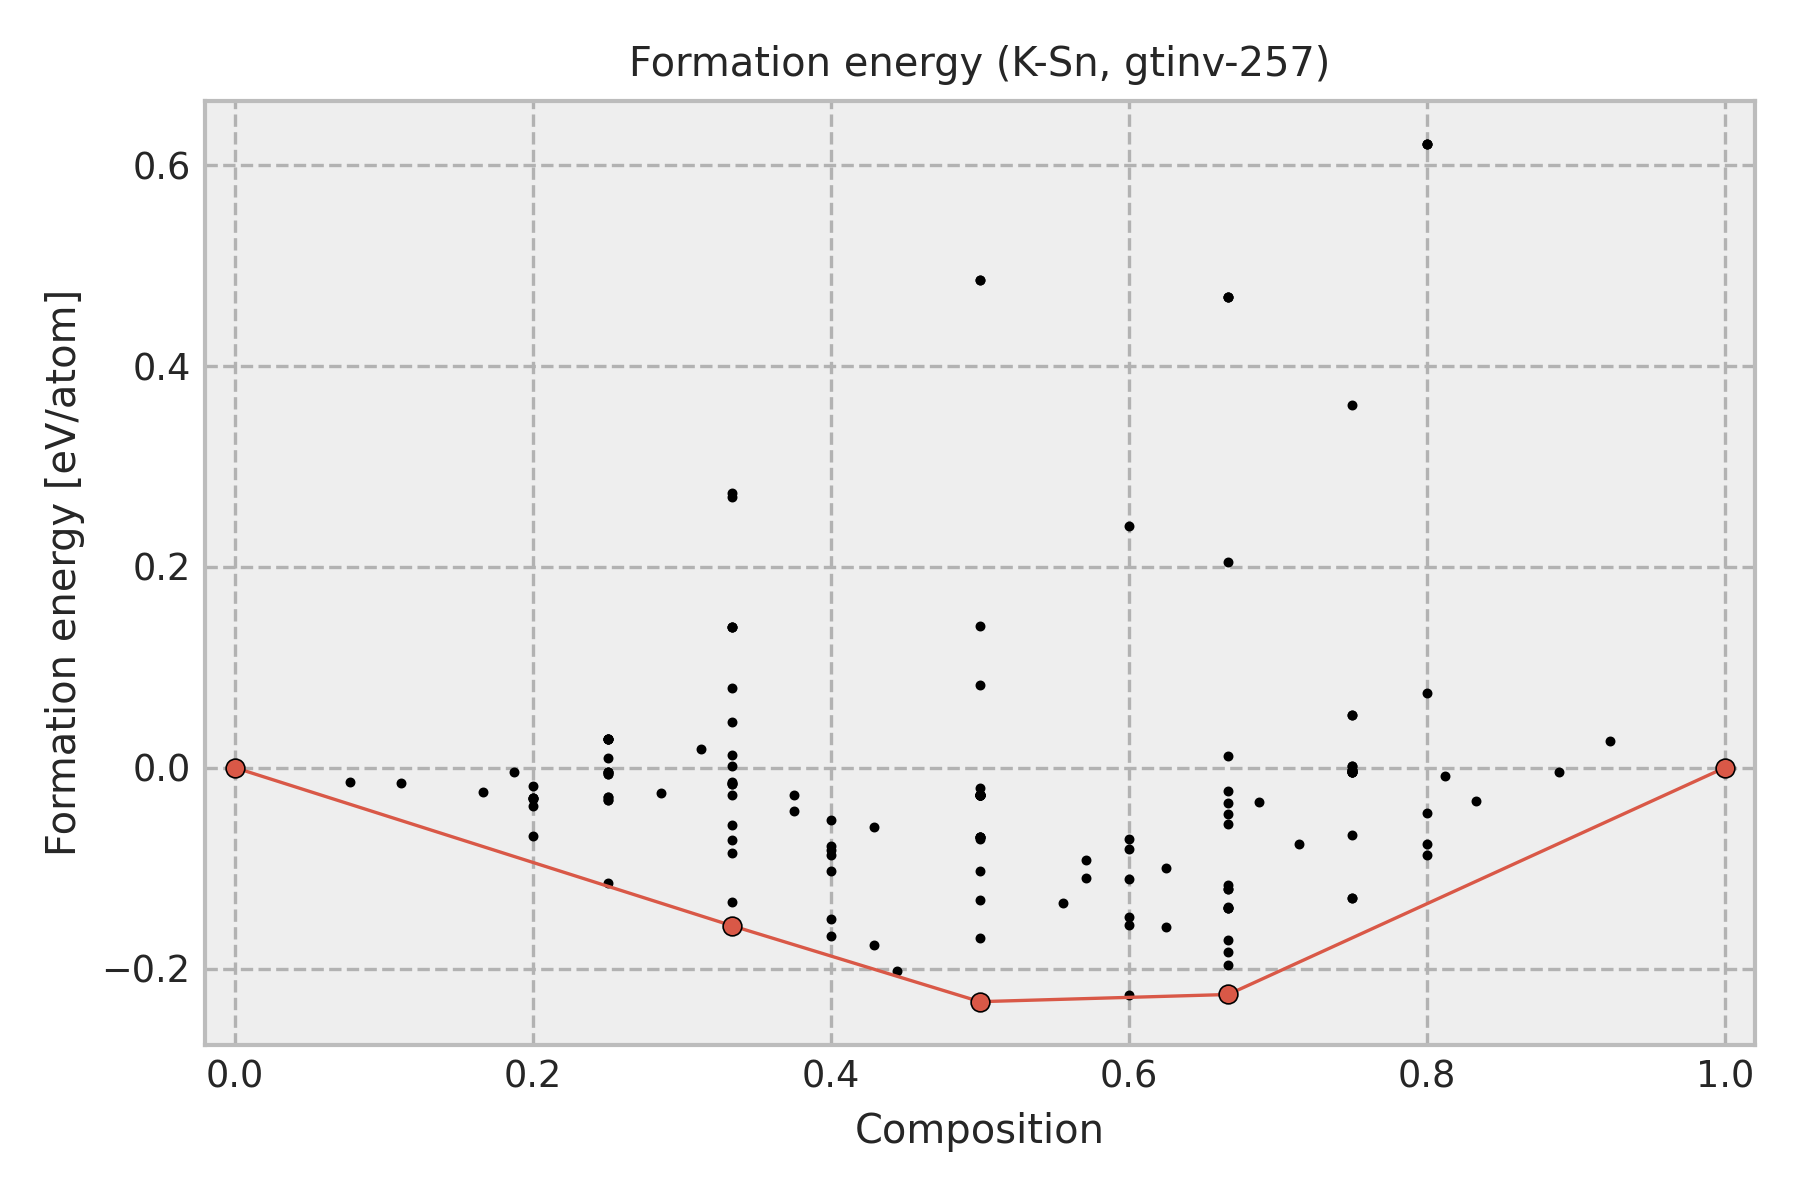 Formation energy (K-Sn, gtinv-257)
Formation energy [eV/atom]
0.6
0.4
0.2
0.0
−0.2
0.0 0.2 0.4 0.6 0.8 1.0
Composition